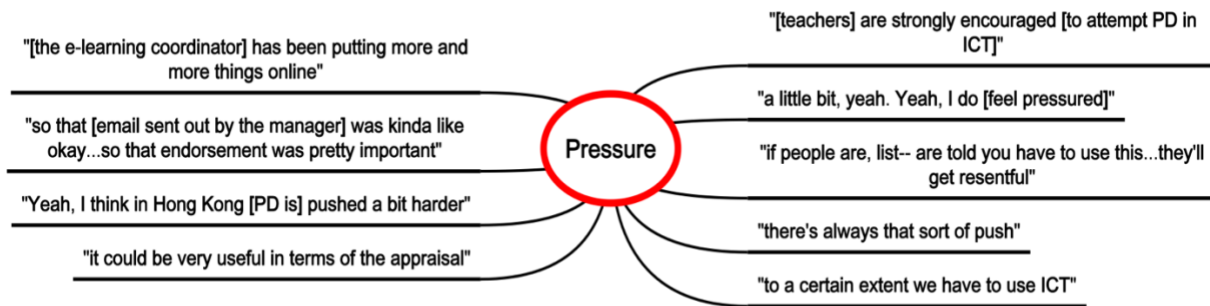 "[the e-learning coordinator] has been putting more and
more things online"
"so that [email sent out by the manager] was kinda like
okay...so that endorsement was pretty important"
"Yeah, I think in Hong Kong [PD is] pushed a bit harder"
"it could be very useful in terms of the appraisal"
Pressure
"[teachers] are strongly encouraged [to attempt PD in
ICT]"
"a little bit, yeah. Yeah, I do [feel pressured]"
"if people are, list-- are told you have to use this...they'll
get resentful"
"there's always that sort of push"
"to a certain extent we have to use ICT"